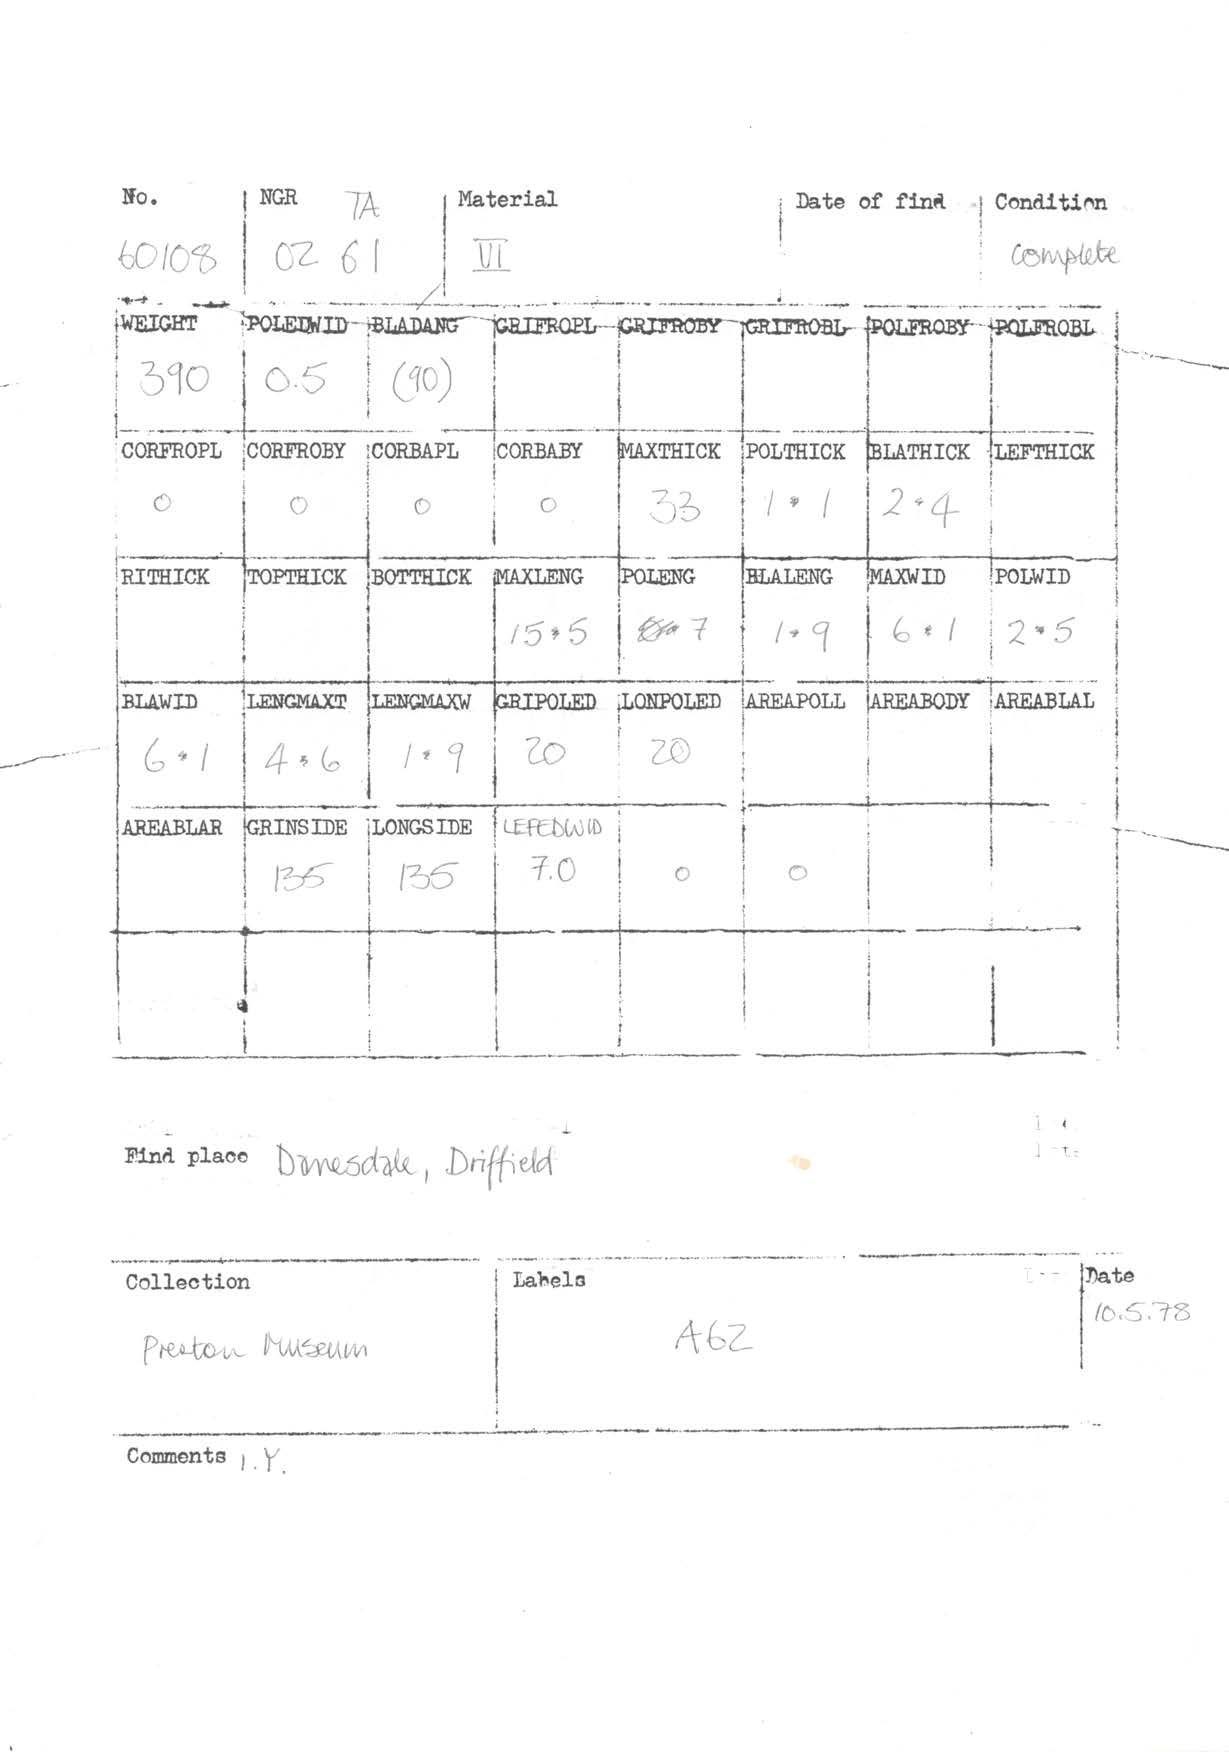 No. NGR TA Material Date of find Condition
60108 02 61 VI complete
WEIGHT POLEDWID BLADANG GRIFROPL GRIFROBY GRIFROBL POLFROBY POLFROBL
390 0.5 (90)
CORFROPL CORFROBY CORBAPL CORBABY MAXTHICK POLTHICK BLATHICK LEFTHICK
0 0 0 0 33 1.1 2.4
RITHICK TOPTHICK BOTTHICK MAXLENG POLENG BLALENG MAXWID POLWID
15.5 7 1.9 6.1 2.5
BLAWID LENGMAXT LENGMAXW GRIPOLED LONPOLED AREAPOLL AREABODY AREABLAL
6.1 4.6 1.9 20 20
AREABLAR GRINSIDE LONGSIDE LEFEDWID
135 135 7.0 0 0
Find place Danesdale, Driffield
Collection Labels Date
Preston Museum A62 10.5.78
Comments I.Y.